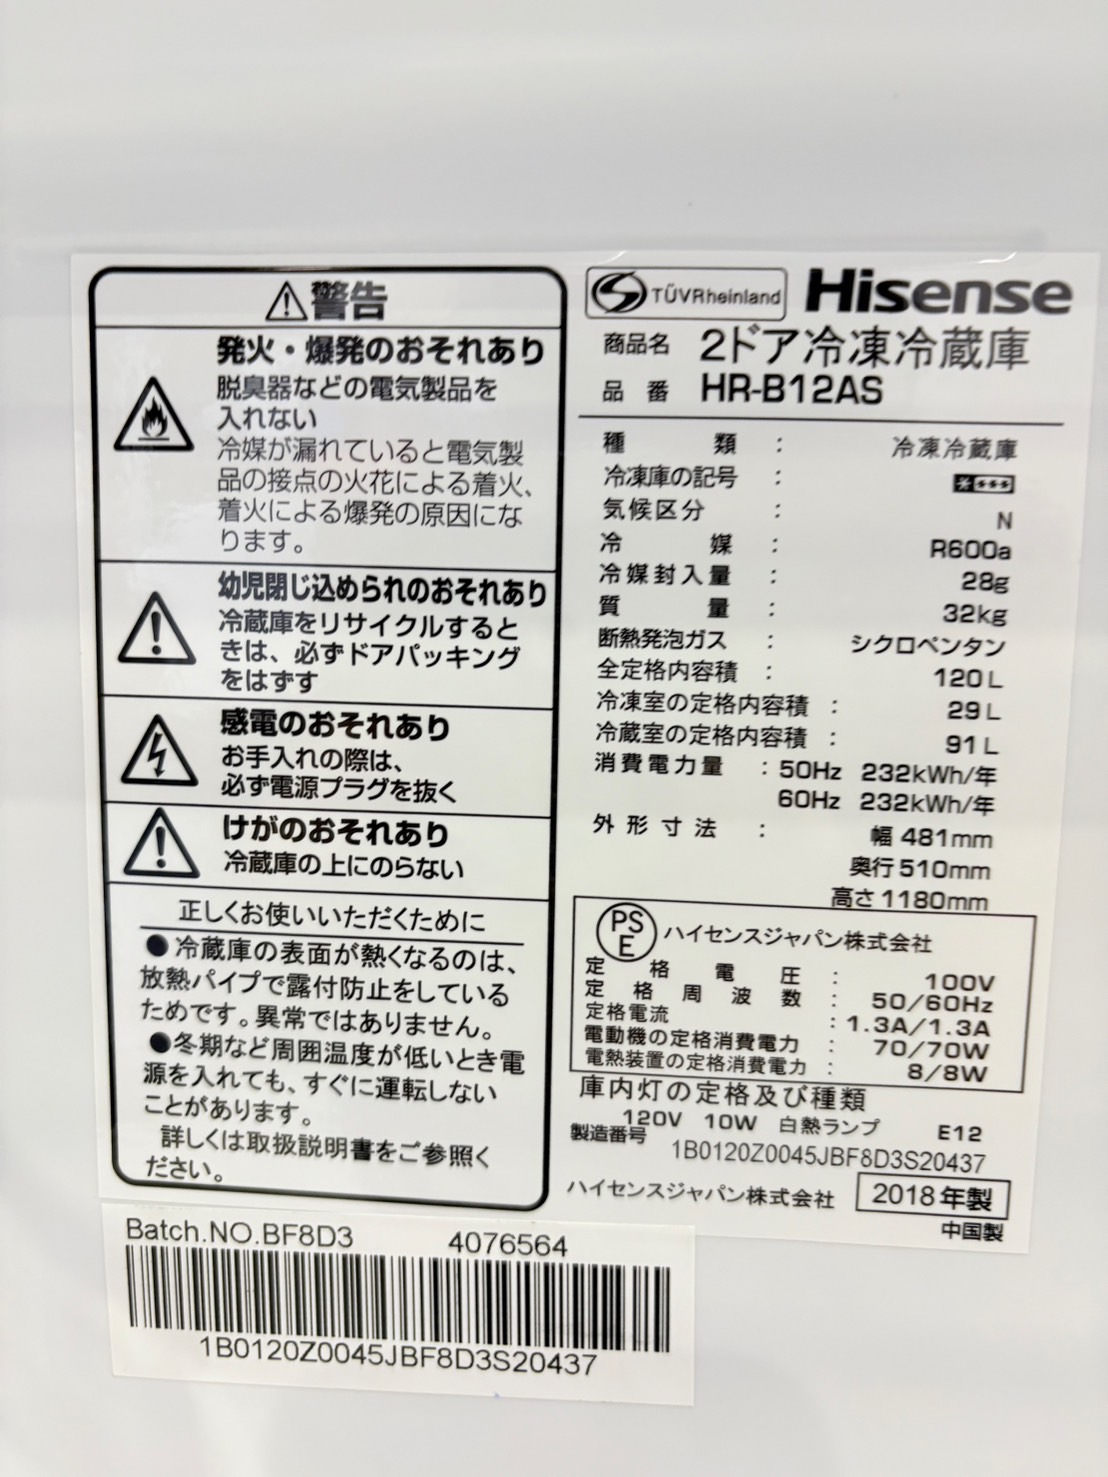 警告
発火・爆発のおそれあり
脱臭器などの電気製品を
入れない
冷媒が漏れていると電気製
品の接点の火花による着火、
着火による爆発の原因にな
ります。
幼児閉じ込められのおそれあり
冷蔵庫をリサイクルすると
きは、必ずドアパッキング
をはずす
感電のおそれあり
お手入れの際は、
必ず電源プラグを抜く
けがのおそれあり
冷蔵庫の上にのらない
正しくお使いいただくために
●冷蔵庫の表面が熱くなるのは、
放熱パイプで露付防止をしている
ためです。異常ではありません。
●冬期など周囲温度が低いとき電
源を入れても、すぐに運転しない
ことがあります。
詳しくは取扱説明書をご参照く
ださい。
TÜVRheinland Hisense
商品名 2ドア冷凍冷蔵庫
品番 HR-B12AS
種類 : 冷凍冷蔵庫
冷凍庫の記号 : ****
気候区分 : N
冷媒 : R600a
冷媒封入量 : 28g
質量 : 32kg
断熱発泡ガス : シクロペンタン
全定格内容積 : 120L
冷凍室の定格内容積 : 29L
冷蔵室の定格内容積 : 91L
消費電力量 : 50Hz 232kWh/年
60Hz 232kWh/年
外形寸法 : 幅 481mm
奥行 510mm
高さ 1180mm
PSE ハイセンスジャパン株式会社
定格電圧 : 100V
定格周波数 : 50/60Hz
定格電流 : 1.3A/1.3A
電動機の定格消費電力 : 70/70W
電熱装置の定格消費電力 : 8/8W
庫内灯の定格及び種類
120V 10W 白熱ランプ E12
製造番号 1B0120Z0045JBF8D3S20437
ハイセンスジャパン株式会社 2018年製
中国製
Batch.NO.BF8D3 4076564
1B0120Z0045JBF8D3S20437